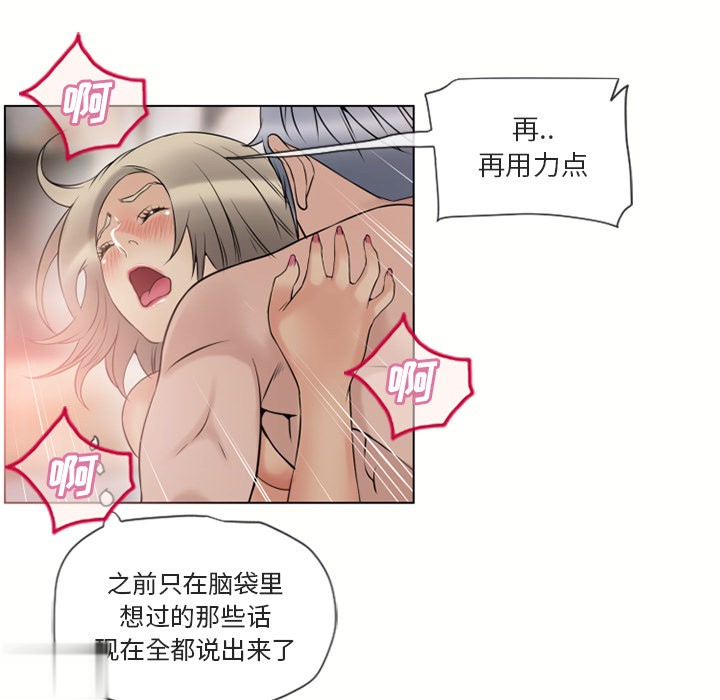 啊
再..
再用力点
啊
啊
之前只在脑袋里
想过的那些话
现在全都说出来了